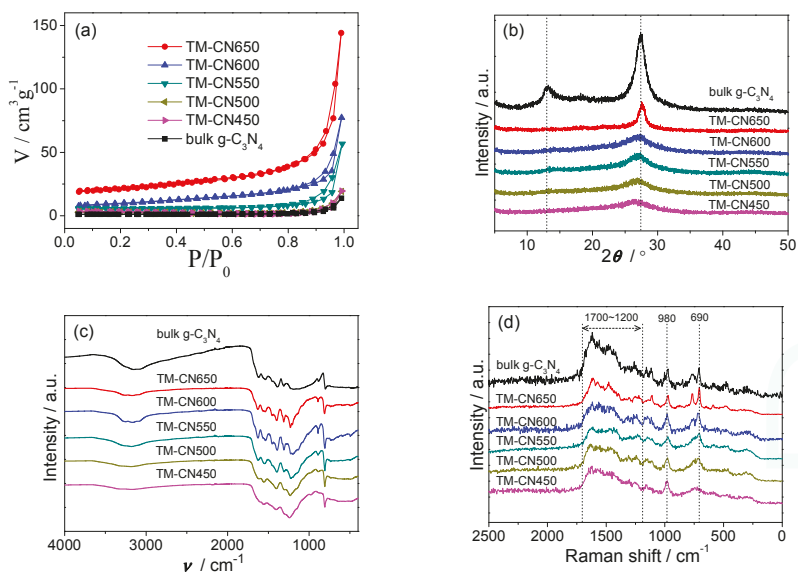 (a)
TM-CN650
TM-CN600
TM-CN550
TM-CN500
TM-CN450
bulk g-C₃N₄
V / cm³g⁻¹
150
100
50
0
0.0 0.2 0.4 0.6 0.8 1.0
P/P₀
(b)
bulk g-C₃N₄
TM-CN650
TM-CN600
TM-CN550
TM-CN500
TM-CN450
Intensity / a.u.
10 20 30 40 50
2θ / °
(c)
bulk g-C₃N₄
TM-CN650
TM-CN600
TM-CN550
TM-CN500
TM-CN450
Intensity / a.u.
4000 3000 2000 1000
ν / cm⁻¹
1700~1200 980 690
(d)
bulk g-C₃N₄
TM-CN650
TM-CN600
TM-CN550
TM-CN500
TM-CN450
Intensity / a.u.
2500 2000 1500 1000 500 0
Raman shift / cm⁻¹